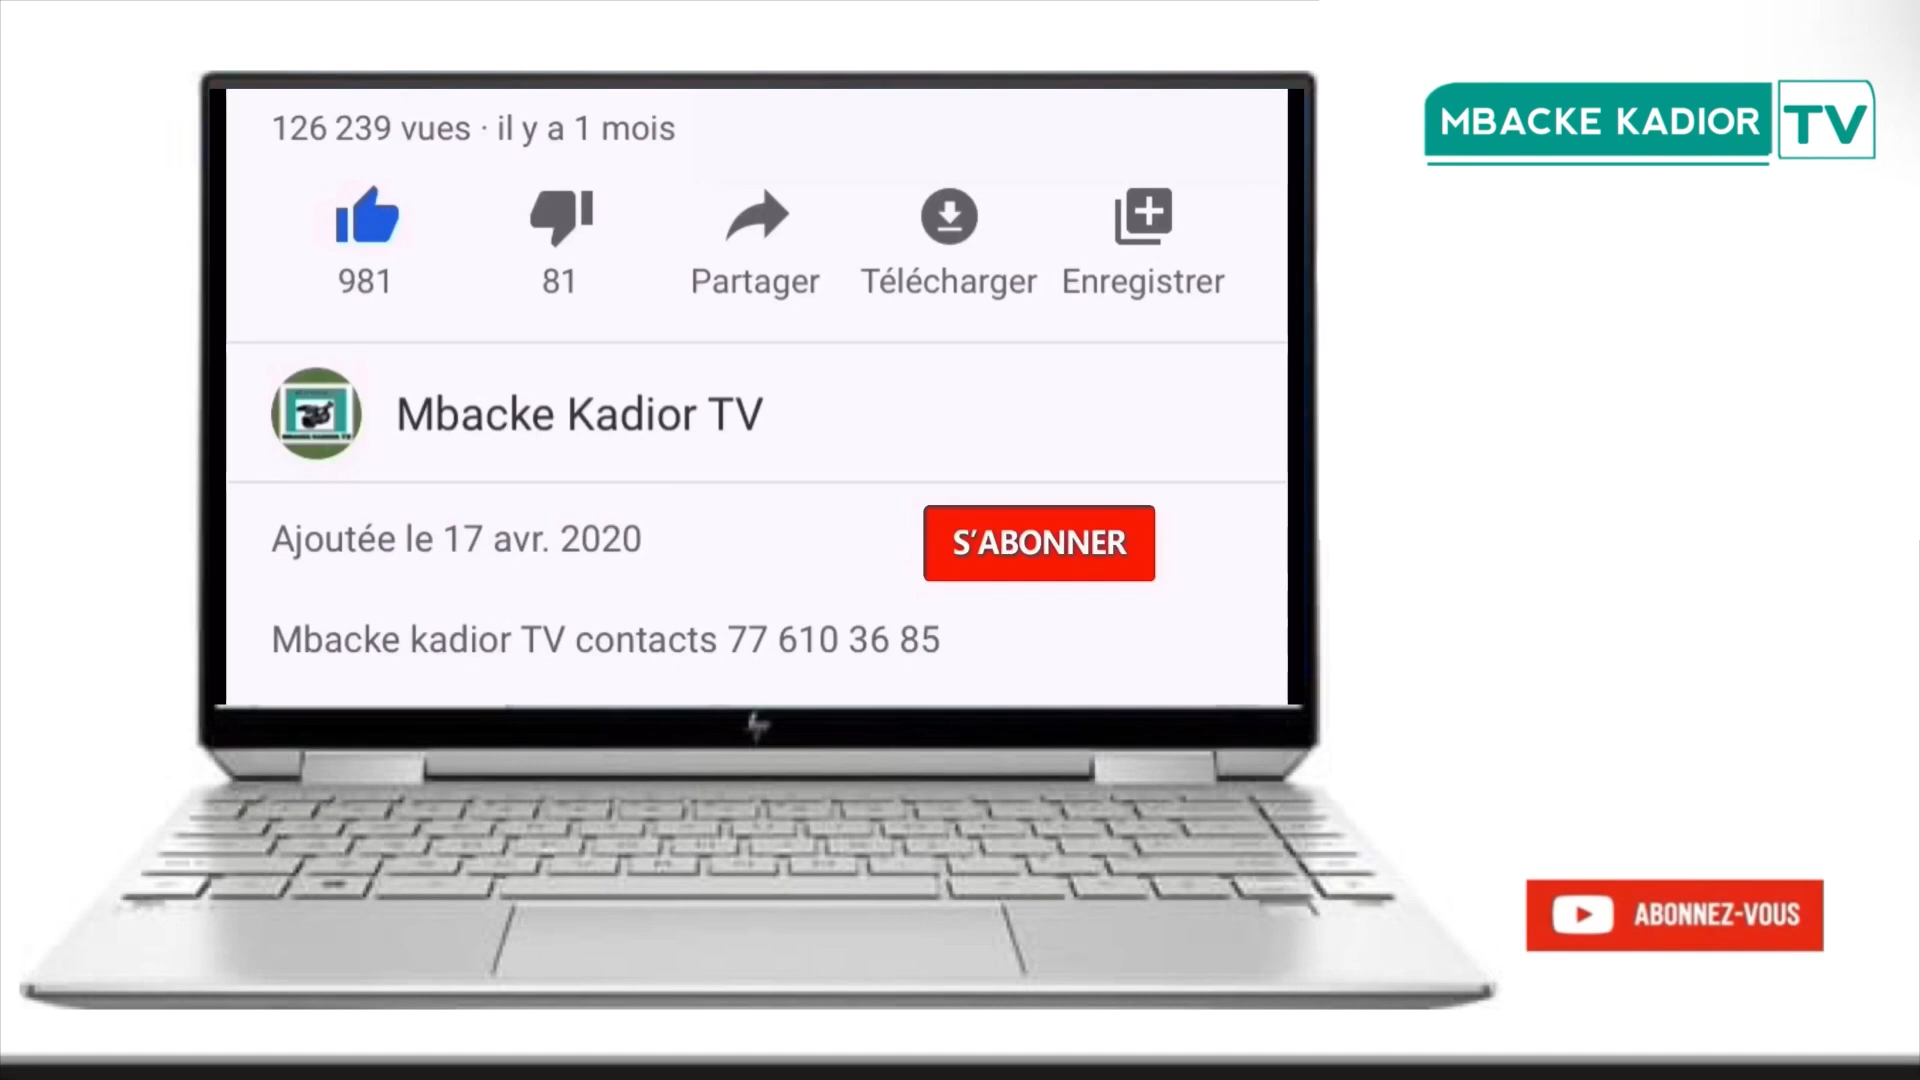 126 239 vues · il y a 1 mois
981
81
Partager
Télécharger
Enregistrer
Mbacke Kadior TV
Ajoutée le 17 avr. 2020
S'ABONNER
Mbacke kadior TV contacts 77 610 36 85
hp
MBACKE KADIOR TV
ABONNEZ-VOUS